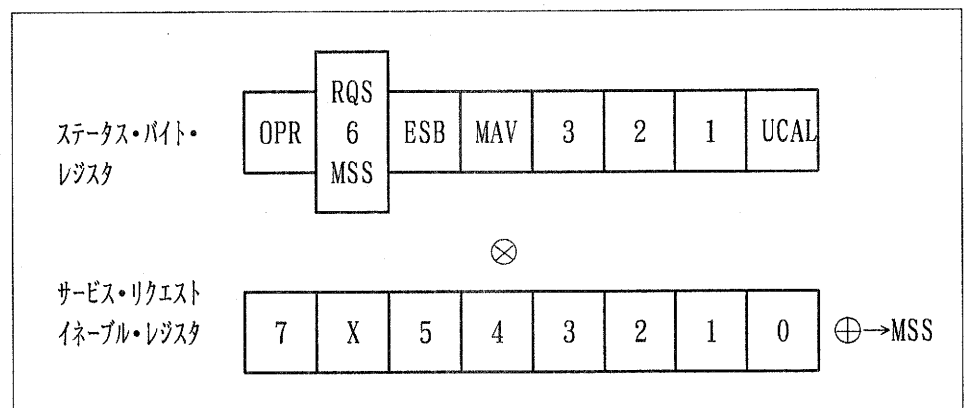 ステータス・バイト・
レジスタ
OPR RQS 6 MSS ESB MAV 3 2 1 UCAL
⊗
サービス・リクエスト
イネーブル・レジスタ
7 X 5 4 3 2 1 0 ⊕→MSS